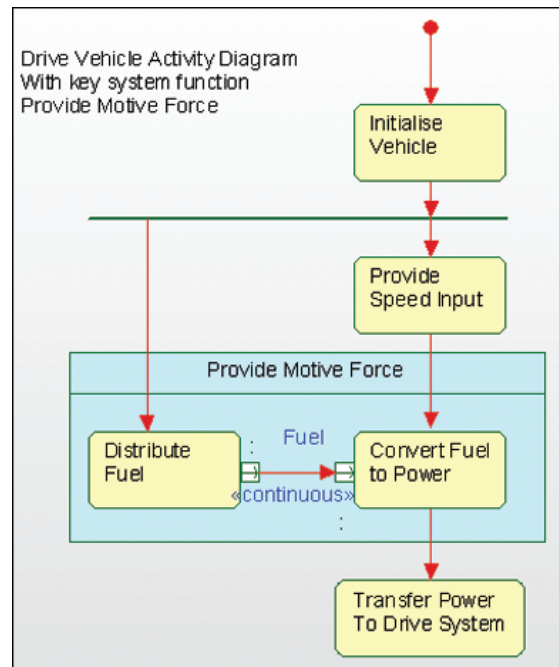 Drive Vehicle Activity Diagram
With key system function
Provide Motive Force
Initialise
Vehicle
Provide
Speed Input
Provide Motive Force
Distribute
Fuel
:
Fuel
«continuous»
:
Convert Fuel
to Power
Transfer Power
To Drive System